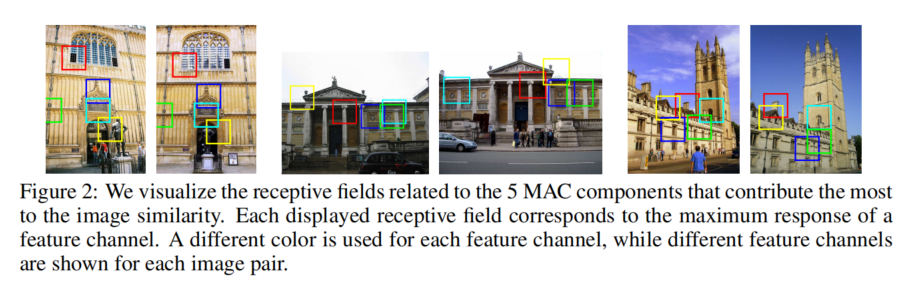 Figure 2: We visualize the receptive fields related to the 5 MAC components that contribute the most
to the image similarity. Each displayed receptive field corresponds to the maximum response of a
feature channel. A different color is used for each feature channel, while different feature channels
are shown for each image pair.